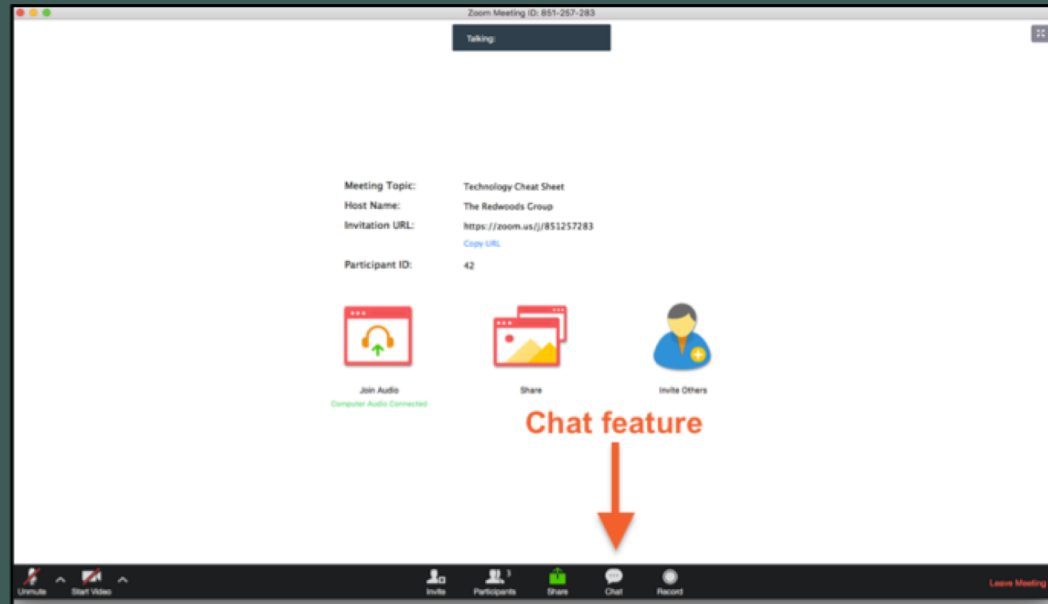 Zoom Meeting ID: 851-257-283
Talking:
Meeting Topic: Technology Cheat Sheet
Host Name: The Redwoods Group
Invitation URL: https://zoom.us/j/851257283
Copy URL
Participant ID: 42
Join Audio Share Invite Others
Computer Audio Connected
Chat feature
3
Unmute Start Video Invite Participants Share Chat Record Leave Meeting